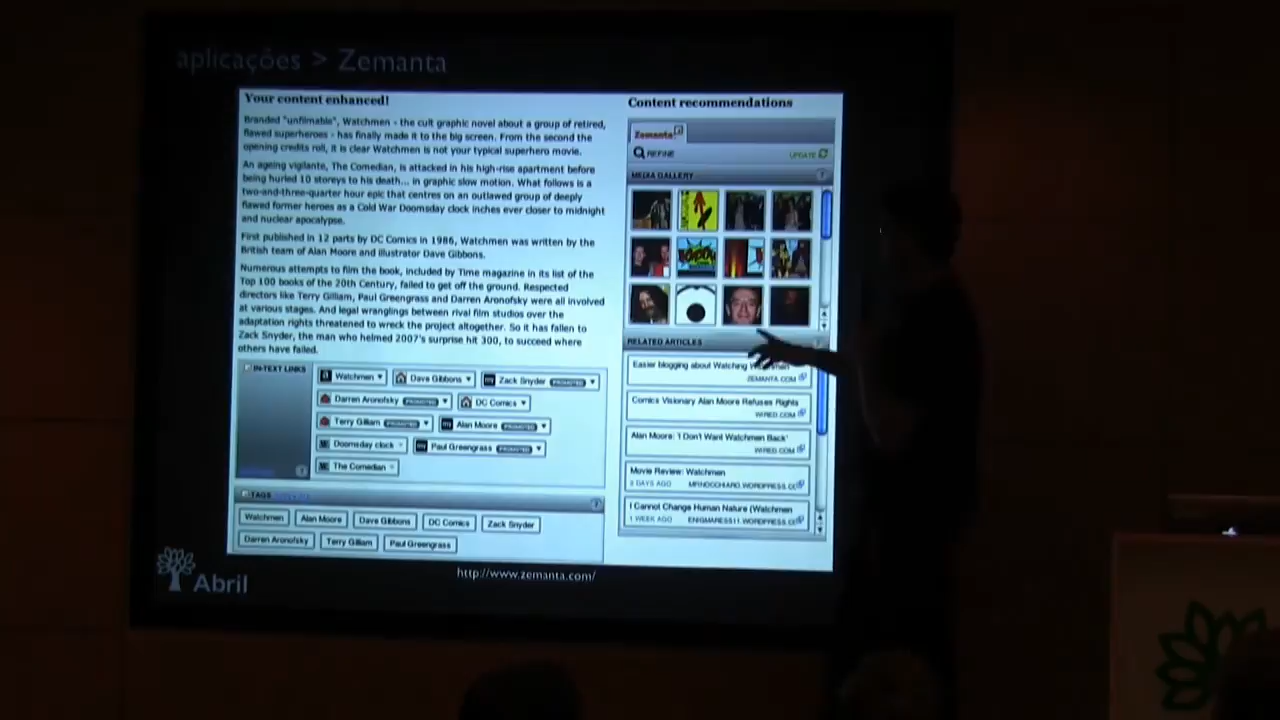 aplicações > Zemanta
Your content enhanced!
Branded "unfilmable", Watchmen - the cult graphic novel about a group of retired,
flawed superheroes - has finally made it to the big screen. From the second the
opening credits roll, it is clear Watchmen is not your typical superhero movie.
An ageing vigilante, The Comedian, is attacked in his high-rise apartment before
being hurled 10 storeys to his death... in graphic slow motion. What follows is a
two-and-three-quarter hour epic that centres on an outlawed group of deeply
flawed former heroes as a Cold War Doomsday clock inches ever closer to midnight
and nuclear apocalypse.
First published in 12 parts by DC Comics in 1986, Watchmen was written by the
British team of Alan Moore and illustrator Dave Gibbons.
Numerous attempts to film the book, included by Time magazine in its list of the
Top 100 books of the 20th Century, failed to get off the ground. Respected
directors like Terry Gilliam, Paul Greengrass and Darren Aronofsky were all involved
at various stages. And legal wranglings between rival film studios over the
adaptation rights threatened to wreck the project altogether. So it has fallen to
Zack Snyder, the man who helmed 2007's surprise hit 300, to succeed where
others have failed.
IN-TEXT LINKS
Watchmen Dave Gibbons Zack Snyder PROMOTED
Darren Aronofsky PROMOTED DC Comics
Terry Gilliam PROMOTED Alan Moore PROMOTED
Doomsday clock Paul Greengrass PROMOTED
The Comedian
TAGS
Watchmen Alan Moore Dave Gibbons DC Comics Zack Snyder
Darren Aronofsky Terry Gilliam Paul Greengrass
Content recommendations
Zemanta
REFINE UPDATE
MEDIA GALLERY
RELATED ARTICLES
Easier blogging about Watching
ZEMANTA.COM
Comics Visionary Alan Moore Refuses Rights
WIRED.COM
Alan Moore: 'I Don't Want Watchmen Back'
WIRED.COM
Movie Review: Watchmen
I Cannot Change Human Nature (Watchmen
1 WEEK AGO
Abril
http://www.zemanta.com/